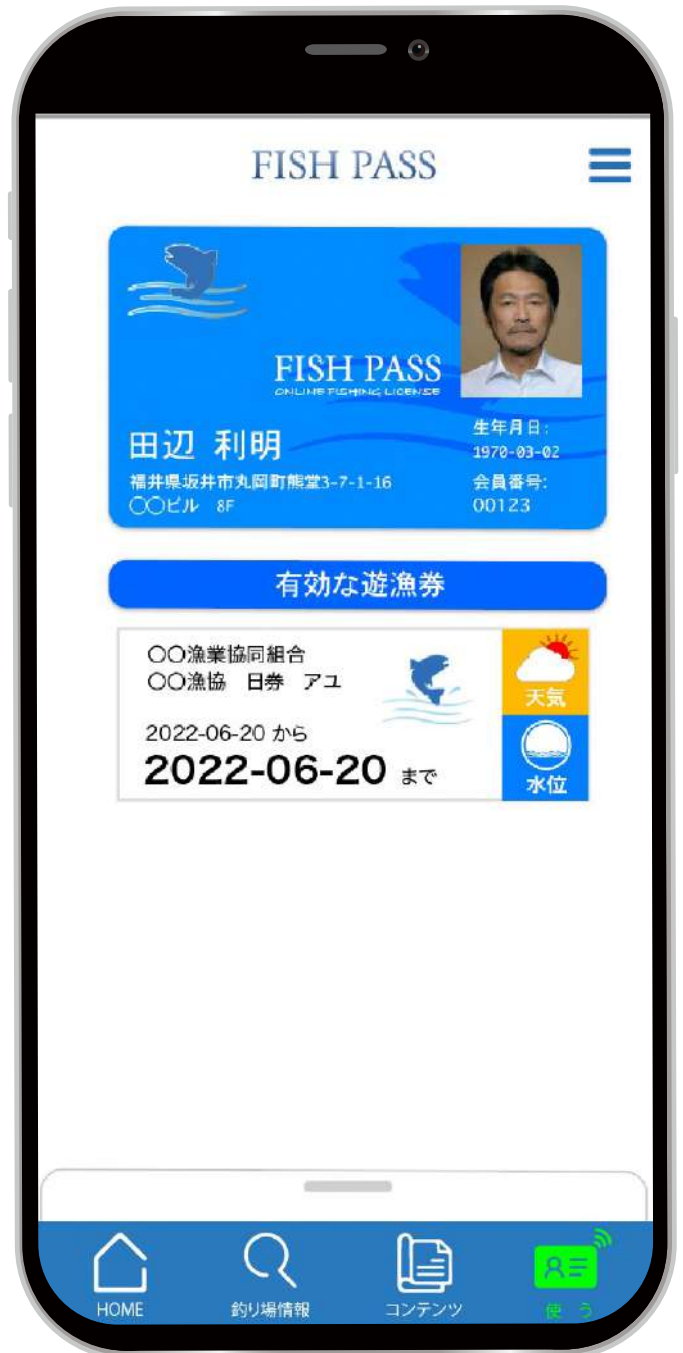 FISH PASS
FISH PASS
ONLINE FISHING LICENSE
田辺 利明
福井県坂井市丸岡町熊堂3-7-1-16
〇〇ビル 8F
生年月日:
1970-03-02
会員番号:
00123
有効な遊漁券
〇〇漁業協同組合
〇〇漁協 日券 アユ
2022-06-20 から
2022-06-20 まで
天気
水位
HOME
釣り場情報
コンテンツ
使う